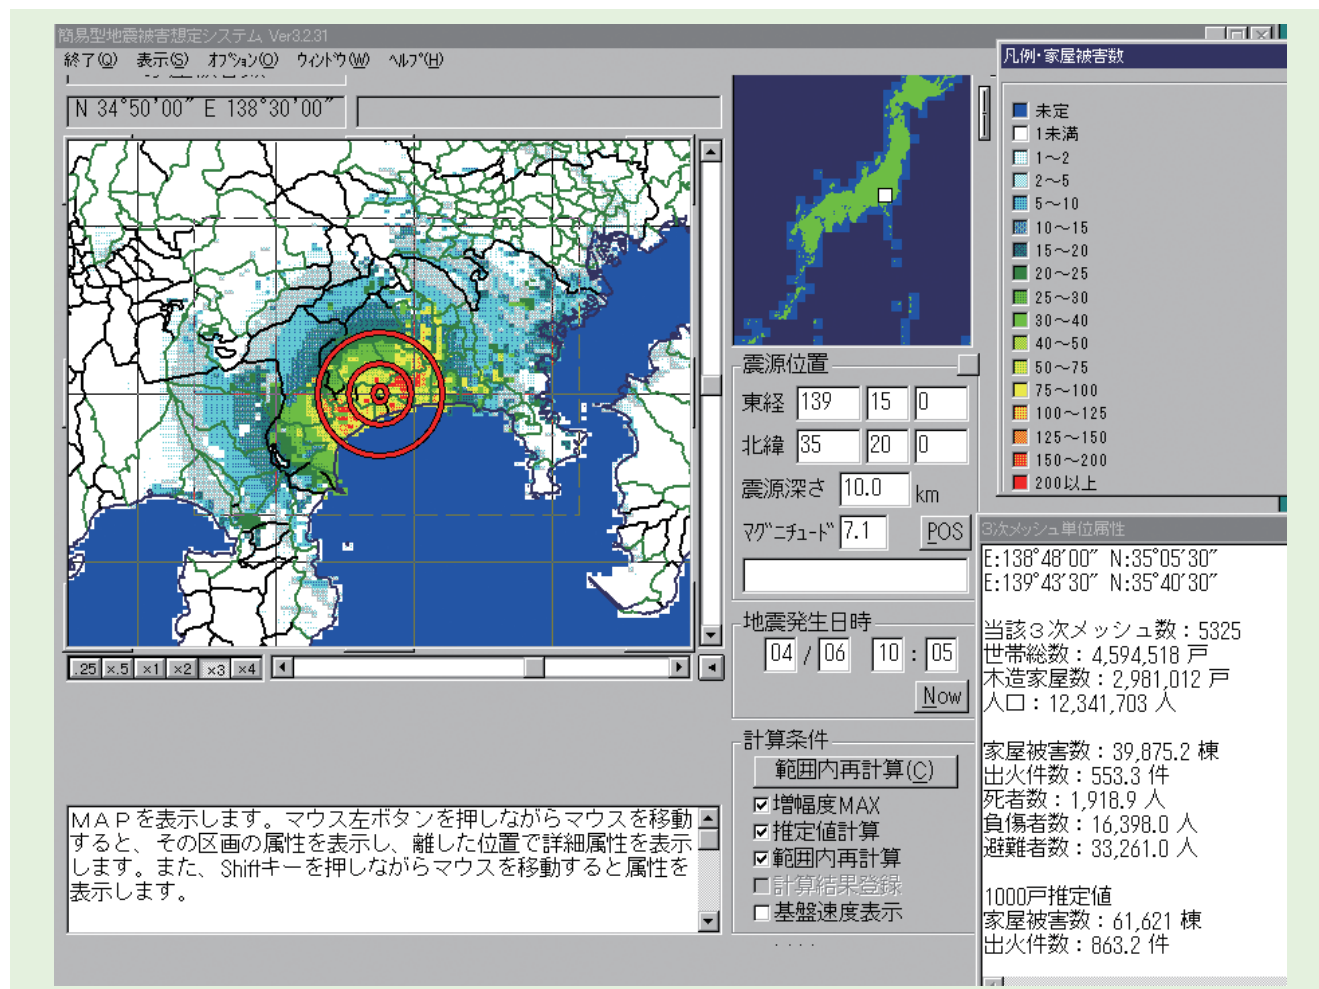 簡易型地震被害想定システム Ver3.2.31
終了(Q) 表示(S) オプション(O) ウィンドウ(W) ヘルプ(H)
N 34°50'00" E 138°30'00"
.25 ×.5 ×1 ×2 ×3 ×4
MAPを表示します。マウス左ボタンを押しながらマウスを移動
すると、その区画の属性を表示し、離した位置で詳細属性を表示
します。また、Shiftキーを押しながらマウスを移動すると属性を
表示します。
震源位置
東経 139 15 0
北緯 35 20 0
震源深さ 10.0 km
マグニチュード 7.1 POS
地震発生日時
04 / 06 10 : 05
Now
計算条件
範囲内再計算(C)
増幅度MAX
推定値計算
範囲内再計算
計算結果登録
基盤速度表示
凡例・家屋被害数
未定
1未満
1〜2
2〜5
5〜10
10〜15
15〜20
20〜25
25〜30
30〜40
40〜50
50〜75
75〜100
100〜125
125〜150
150〜200
200以上
3次メッシュ単位属性
E:138°48'00" N:35°05'30"
E:139°43'30" N:35°40'30"
当該3次メッシュ数：5325
世帯総数：4,594,518 戸
木造家屋数：2,981,012 戸
人口：12,341,703 人
家屋被害数：39,875.2 棟
出火件数：553.3 件
死者数：1,918.9 人
負傷者数：16,398.0 人
避難者数：33,261.0 人
1000戸推定値
家屋被害数：61,621 棟
出火件数：863.2 件